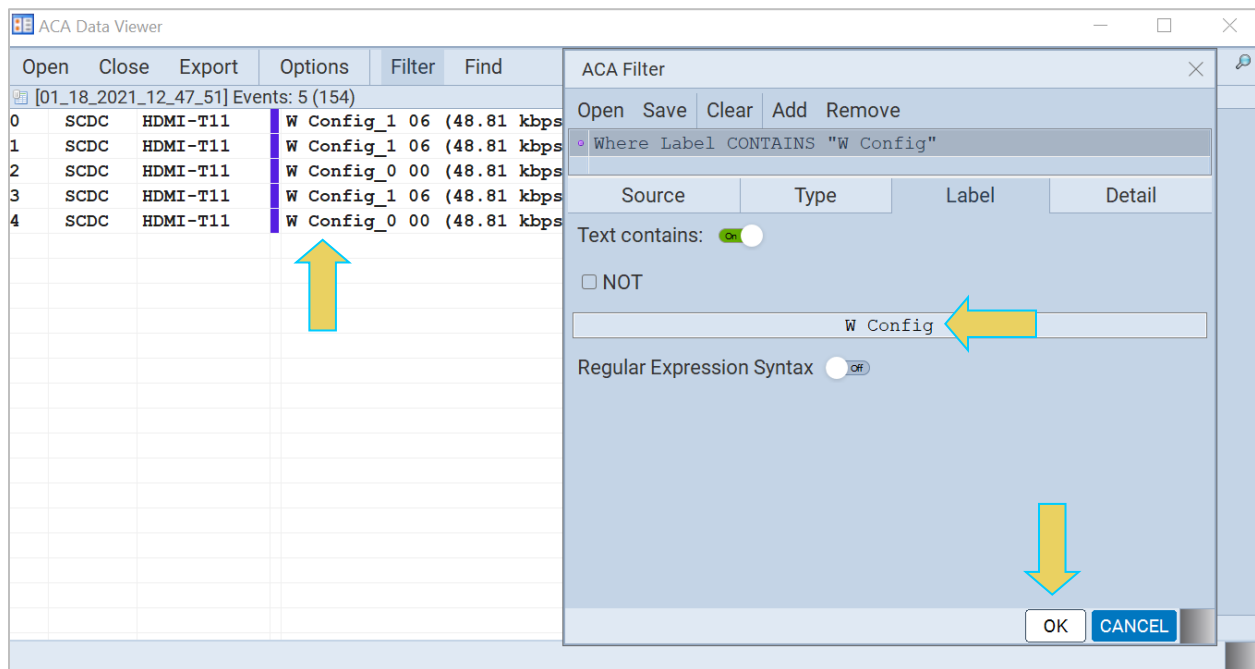 ACA Data Viewer
Open Close Export Options Filter Find
[01_18_2021_12_47_51] Events: 5 (154)
0 SCDC HDMI-T11 W Config_1 06 (48.81 kbps
1 SCDC HDMI-T11 W Config_1 06 (48.81 kbps
2 SCDC HDMI-T11 W Config_0 00 (48.81 kbps
3 SCDC HDMI-T11 W Config_1 06 (48.81 kbps
4 SCDC HDMI-T11 W Config_0 00 (48.81 kbps
ACA Filter
Open Save Clear Add Remove
Where Label CONTAINS "W Config"
Source Type Label Detail
Text contains: On
NOT
W Config
Regular Expression Syntax Off
OK CANCEL